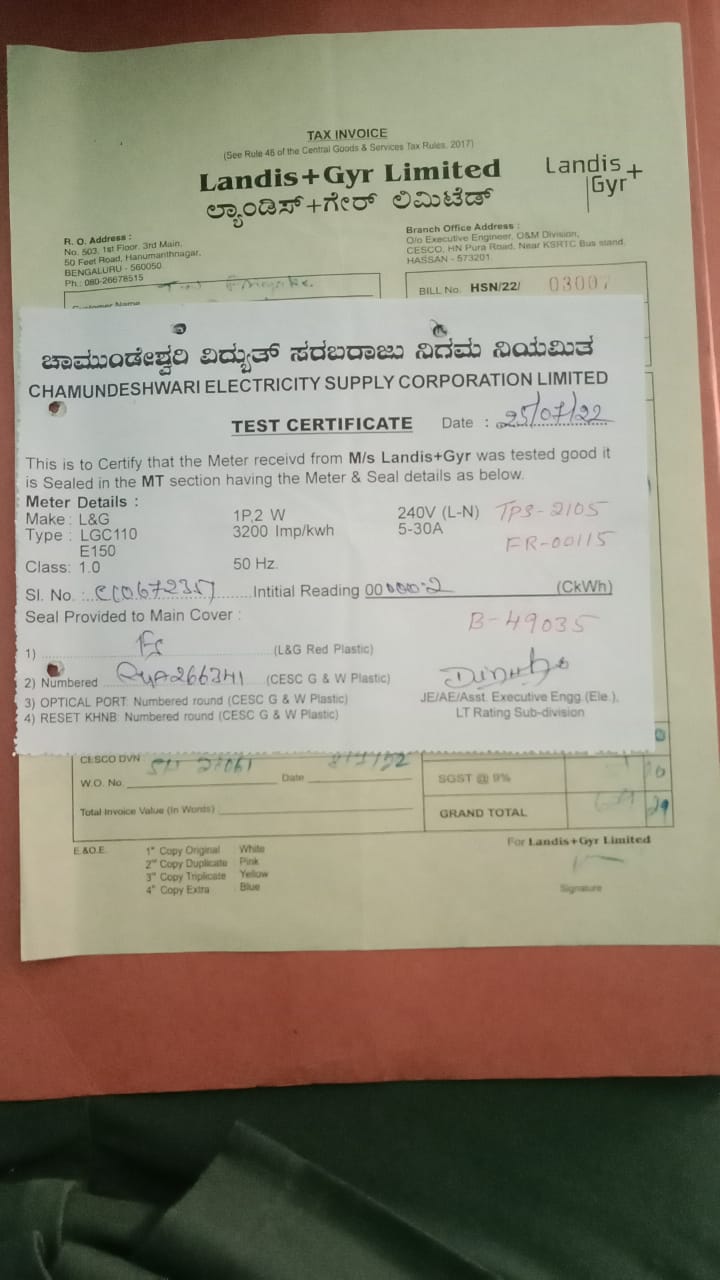 TAX INVOICE
(See Rule 46 of the Central Goods & Services Tax Rules, 2017)
Landis+Gyr Limited
ಲ್ಯಾಂಡಿಸ್+ಗೇರ್ ಲಿಮಿಟೆಡ್
Landis
Gyr+
R. O. Address :
No. 503, 1st Floor, 3rd Main,
50 Feet Road, Hanumanthnagar,
BENGALURU - 560050
Ph.: 080-26678515
Branch Office Address :
O/o Executive Engineer, O&M Division,
CESCO, HN Pura Road, Near KSRTC Bus stand,
HASSAN - 573201.
Customer Name
BILL No. HSN/22/ 03007
ಚಾಮುಂಡೇಶ್ವರಿ ವಿದ್ಯುತ್ ಸರಬರಾಜು ನಿಗಮ ನಿಯಮಿತ
CHAMUNDESHWARI ELECTRICITY SUPPLY CORPORATION LIMITED
TEST CERTIFICATE Date : 25/07/22
This is to Certify that the Meter receivd from M/s Landis+Gyr was tested good it
is Sealed in the MT section having the Meter & Seal details as below.
Meter Details :
Make : L&G 1P,2 W 240V (L-N) TPS-2105
Type : LGC110 3200 Imp/kwh 5-30A
E150 FR-00115
Class: 1.0 50 Hz.
Sl. No. : Intitial Reading 00 (CkWh)
Seal Provided to Main Cover : B-49035
1) (L&G Red Plastic)
2) Numbered 266341 (CESC G & W Plastic)
3) OPTICAL PORT: Numbered round (CESC G & W Plastic)
4) RESET KHNB: Numbered round (CESC G & W Plastic)
JE/AE/Asst. Executive Engg.(Ele.),
LT Rating Sub-division
CESCO DVN
W.O. No. Date
SGST @ 9%
Total Invoice Value (In Words)
GRAND TOTAL 29
E.&O.E.
1st Copy Original : White
2nd Copy Duplicate : Pink
3rd Copy Triplicate : Yellow
4th Copy Extra : Blue
For Landis+Gyr Limited
Signature